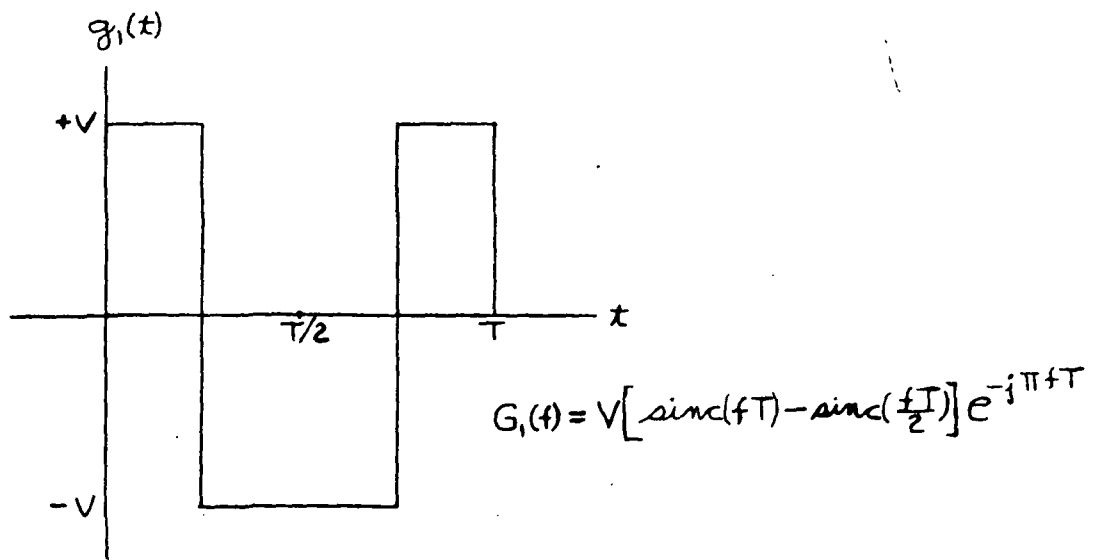 g₁(t)
+V
T/2
T
t
G₁(f) = V[sinc(fT) - sinc(fT/2)]e^{-jπfT}
-V